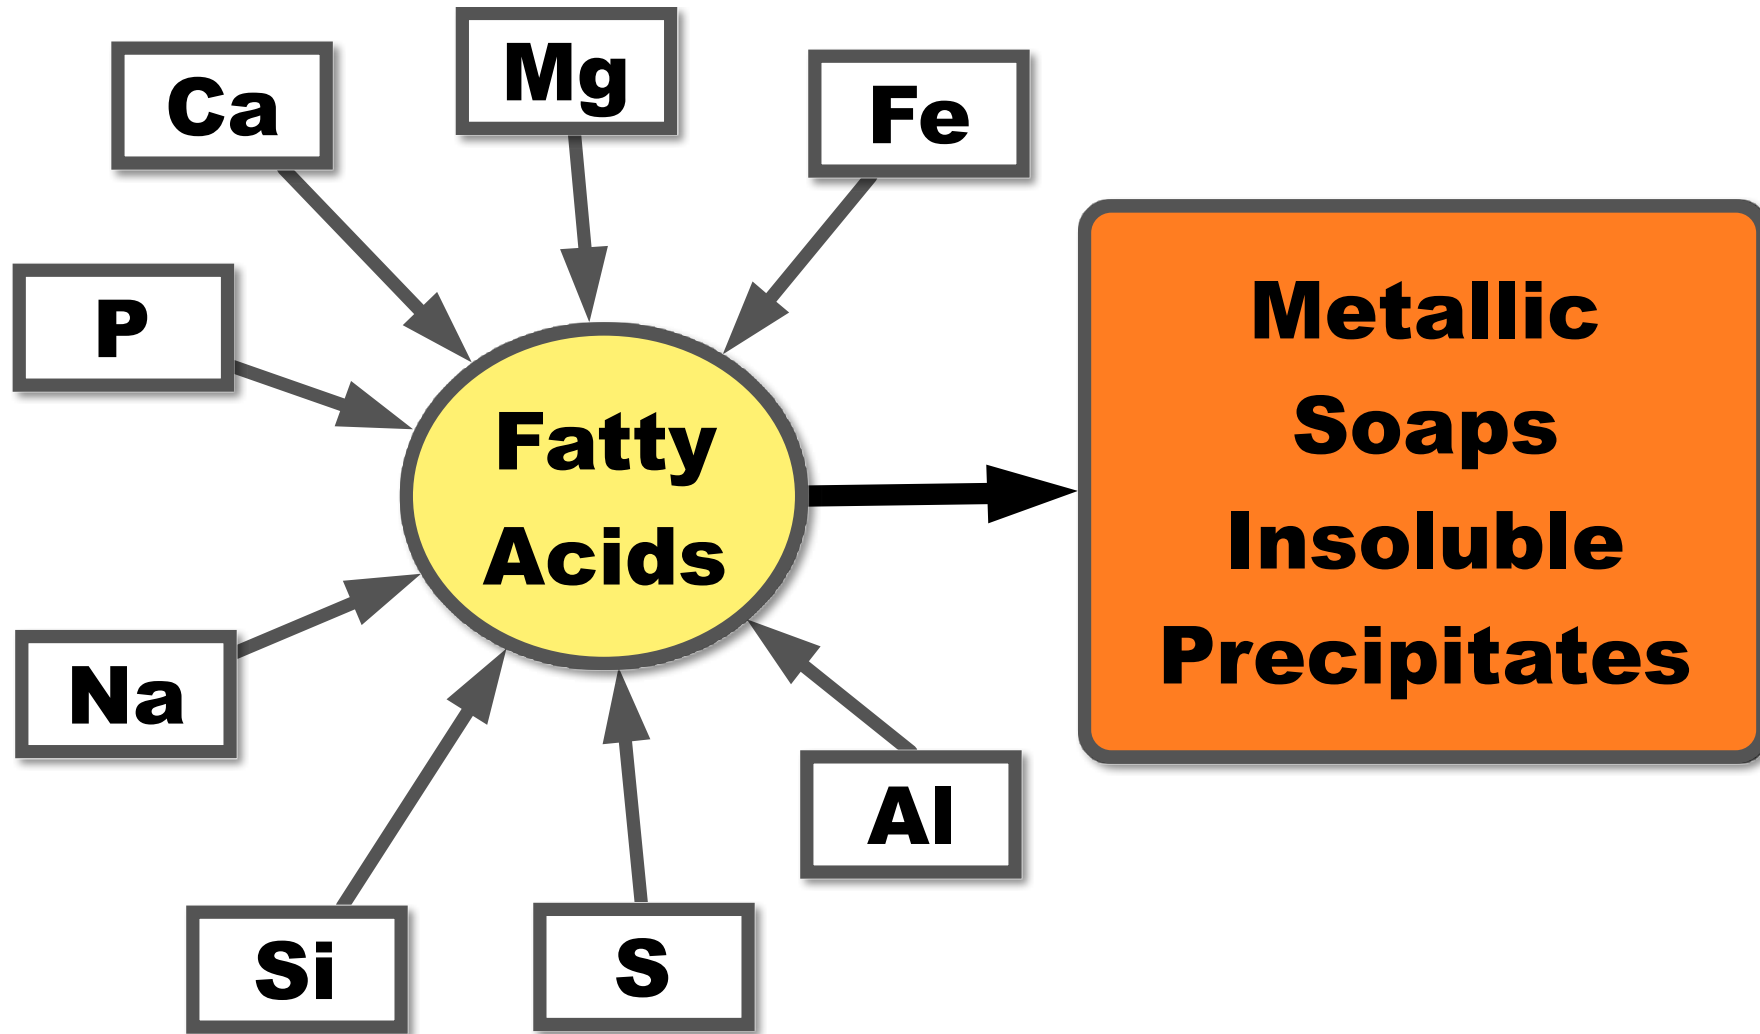 Ca
Mg
Fe
P
Fatty
Acids
Na
Si
S
Al
Metallic
Soaps
Insoluble
Precipitates